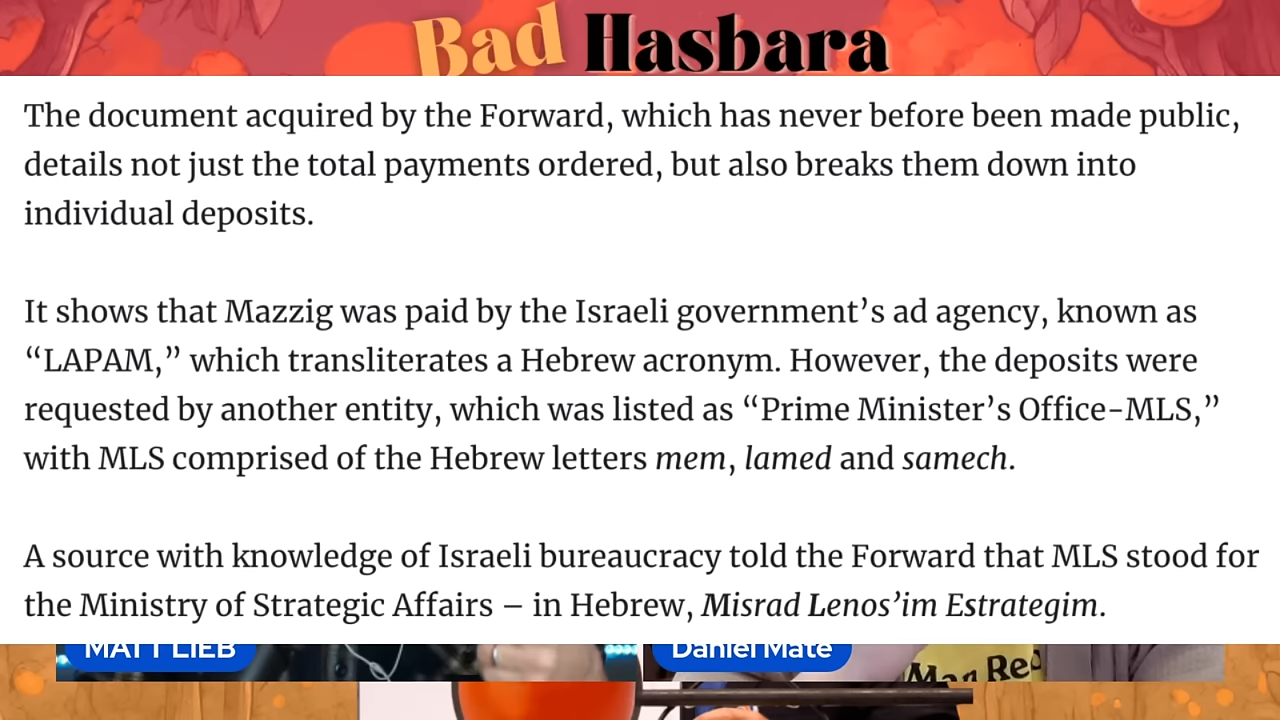 Bad Hasbara
The document acquired by the Forward, which has never before been made public,
details not just the total payments ordered, but also breaks them down into
individual deposits.
It shows that Mazzig was paid by the Israeli government’s ad agency, known as
“LAPAM,” which transliterates a Hebrew acronym. However, the deposits were
requested by another entity, which was listed as “Prime Minister’s Office-MLS,”
with MLS comprised of the Hebrew letters mem, lamed and samech.
A source with knowledge of Israeli bureaucracy told the Forward that MLS stood for
the Ministry of Strategic Affairs – in Hebrew, Misrad Lenos’im Estrategim.
MATT LIEB
Daniel Maté
Man